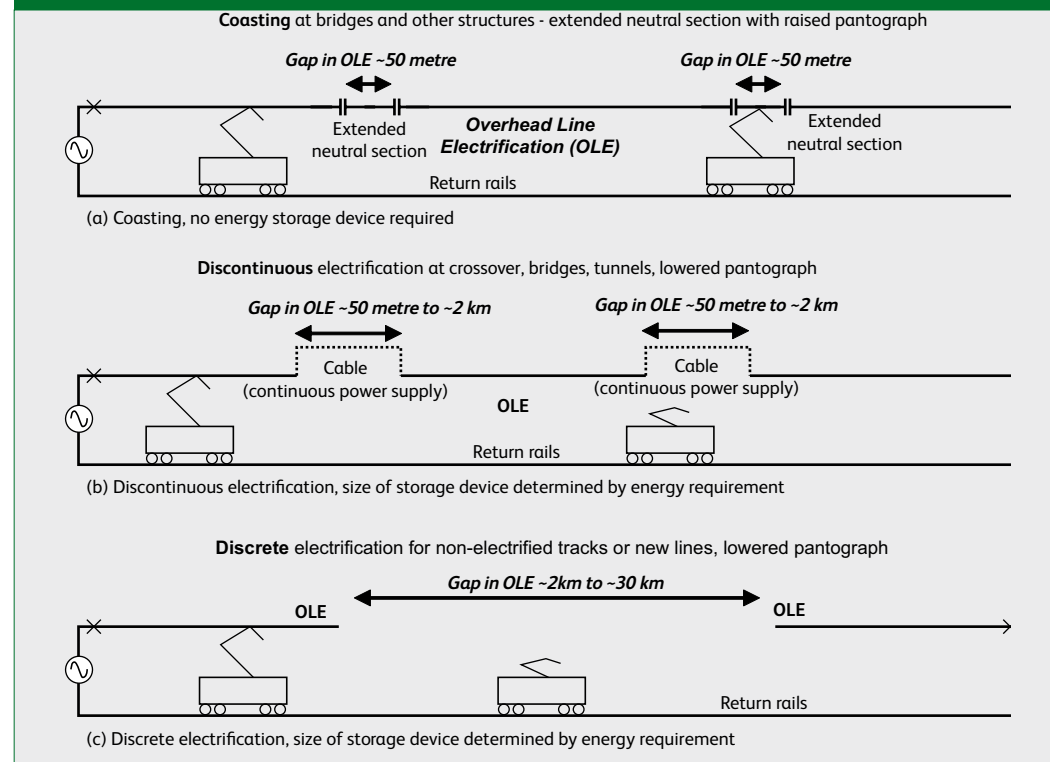 Coasting at bridges and other structures - extended neutral section with raised pantograph
Gap in OLE ~50 metre
Gap in OLE ~50 metre
Extended
neutral section
Overhead Line
Electrification (OLE)
Extended
neutral section
Return rails
(a) Coasting, no energy storage device required
Discontinuous electrification at crossover, bridges, tunnels, lowered pantograph
Gap in OLE ~50 metre to ~2 km
Gap in OLE ~50 metre to ~2 km
Cable
(continuous power supply)
Cable
(continuous power supply)
OLE
Return rails
(b) Discontinuous electrification, size of storage device determined by energy requirement
Discrete electrification for non-electrified tracks or new lines, lowered pantograph
Gap in OLE ~2km to ~30 km
OLE
OLE
Return rails
(c) Discrete electrification, size of storage device determined by energy requirement